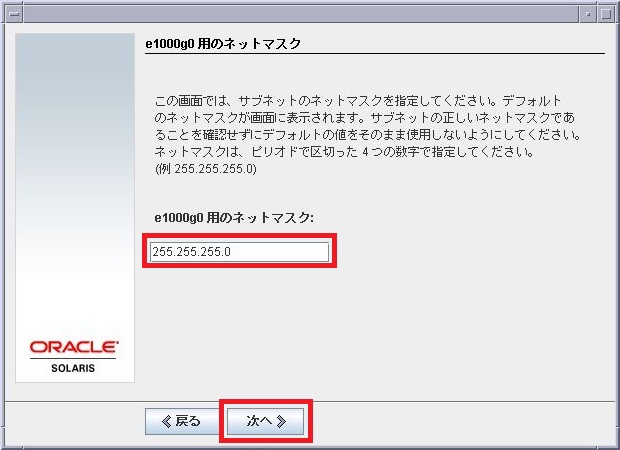 e1000g0 用のネットマスク
この画面では、サブネットのネットマスクを指定してください。デフォルト
のネットマスクが画面に表示されます。サブネットの正しいネットマスクであ
ることを確認せずにデフォルトの値をそのまま使用しないようにしてください。
ネットマスクは、ピリオドで区切った 4 つの数字で指定してください。
(例 255.255.255.0)
e1000g0 用のネットマスク:
255.255.255.0
ORACLE
SOLARIS
戻る
次へ